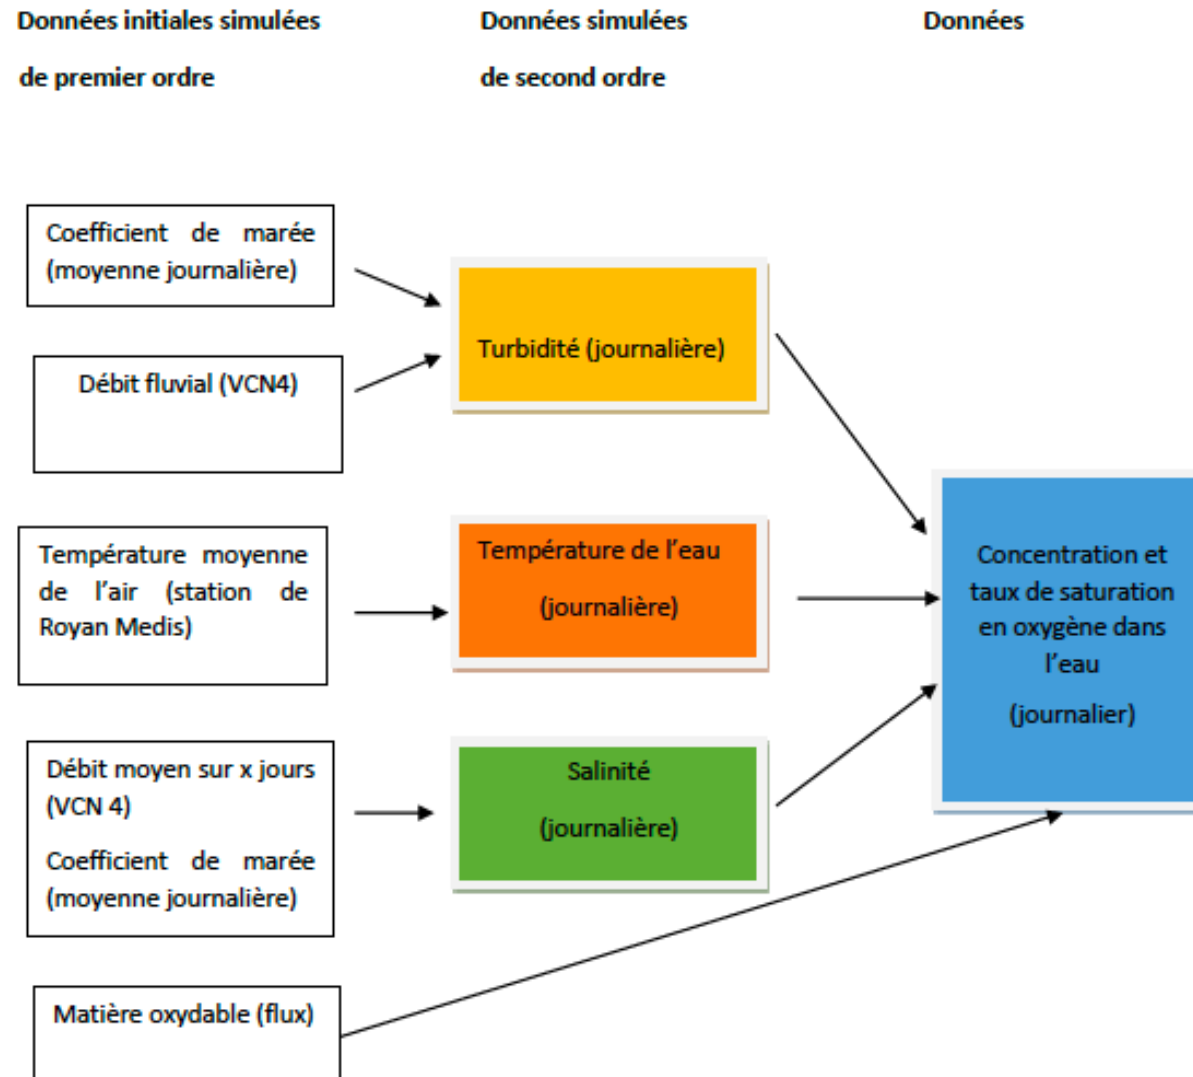 Données initiales simulées
de premier ordre
Données simulées
de second ordre
Données
Coefficient de marée
(moyenne journalière)
Débit fluvial (VCN4)
Température moyenne
de l'air (station de
Royan Medis)
Débit moyen sur x jours
(VCN 4)
Coefficient de marée
(moyenne journalière)
Matière oxydable (flux)
Turbidité (journalière)
Température de l'eau
(journalière)
Salinité
(journalière)
Concentration et
taux de saturation
en oxygène dans
l'eau
(journalier)